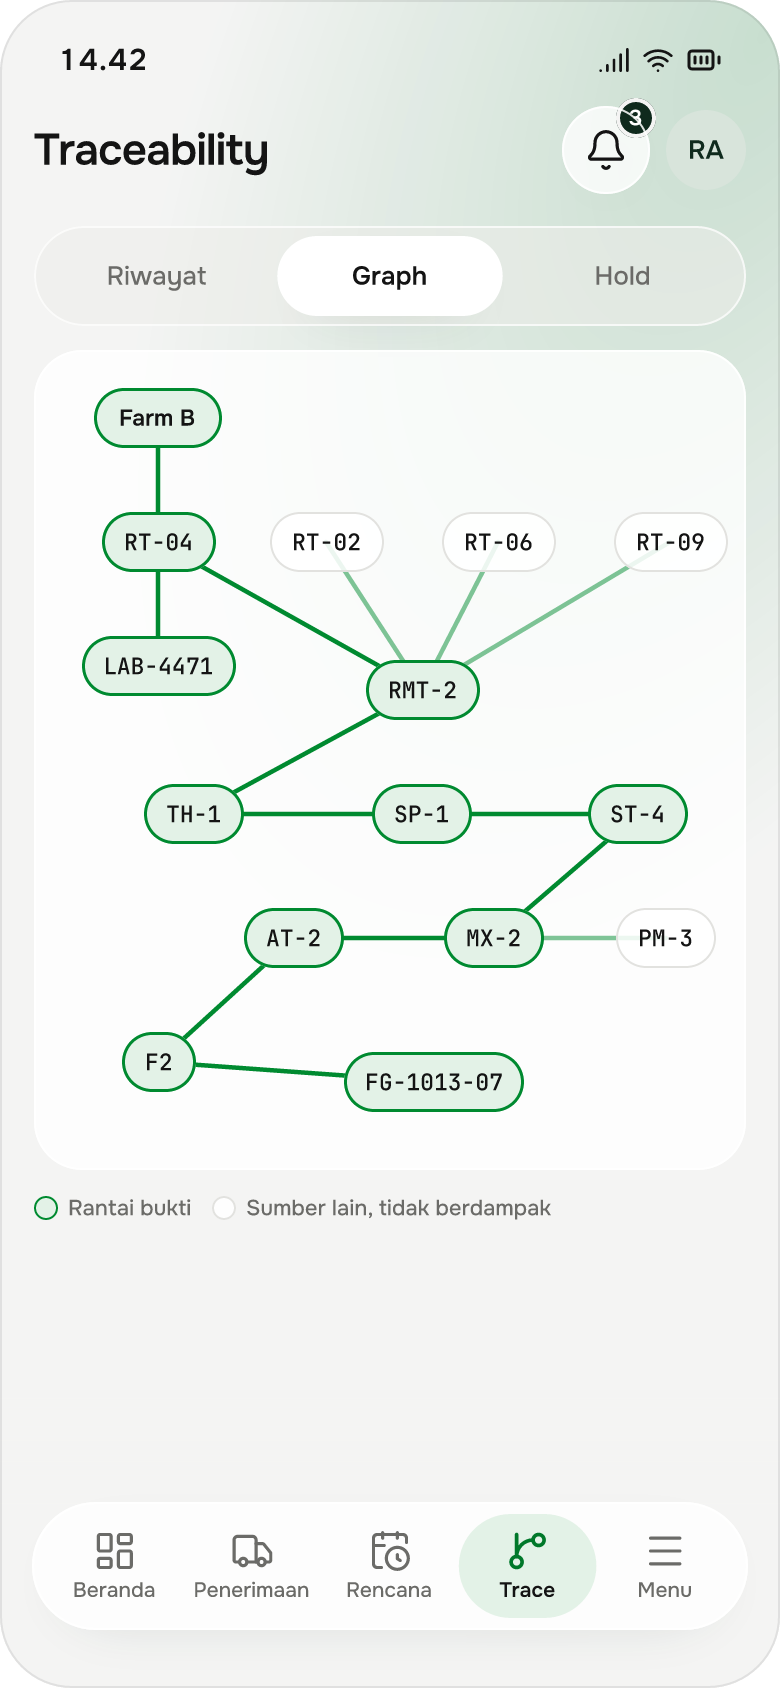 14.42
Traceability
3
RA
Riwayat
Graph
Hold
Farm B
RT-04
RT-02
RT-06
RT-09
LAB-4471
RMT-2
TH-1
SP-1
ST-4
AT-2
MX-2
PM-3
F2
FG-1013-07
Rantai bukti
Sumber lain, tidak berdampak
Beranda
Penerimaan
Rencana
Trace
Menu